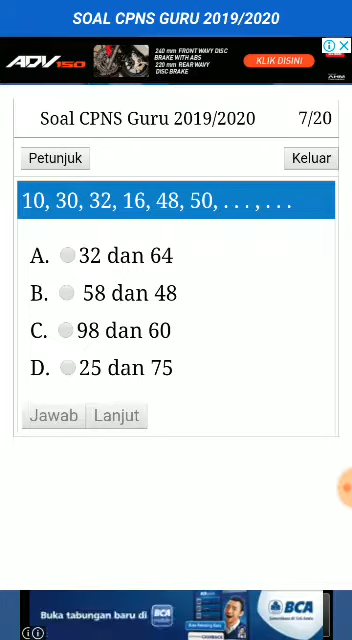 SOAL CPNS GURU 2019/2020
ADV150
240 mm FRONT WAVY DISC
BRAKE WITH ABS
220 mm REAR WAVY
DISC BRAKE
KLIK DISINI
Soal CPNS Guru 2019/2020 7/20
Petunjuk Keluar
10, 30, 32, 16, 48, 50, . . . , . . .
A. 32 dan 64
B. 58 dan 48
C. 98 dan 60
D. 25 dan 75
Jawab Lanjut
Buka tabungan baru di BCA
mobile
BCA